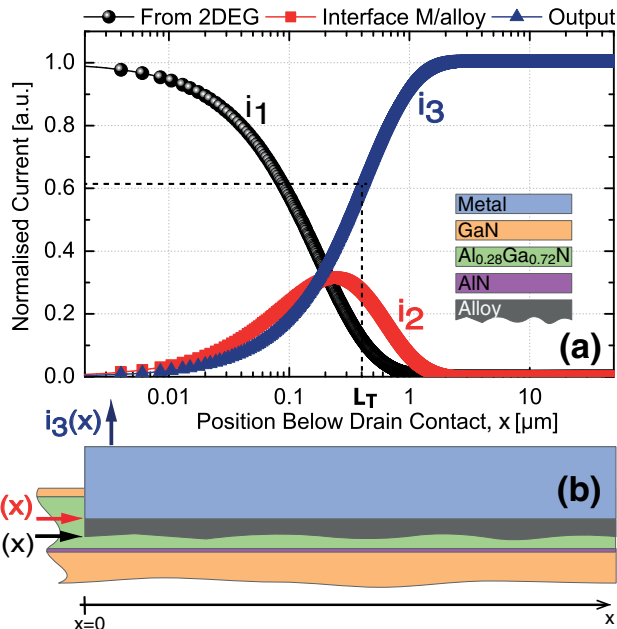 From 2DEG Interface M/alloy Output
Normalised Current [a.u.]
1.0
0.8
0.6
0.4
0.2
0.0
i1
i3
i2
Metal
GaN
Al0.28Ga0.72N
AlN
Alloy
(a)
0.01 0.1 LT 1 10
Position Below Drain Contact, x [µm]
i3(x)
(b)
(x)
(x)
x=0 x